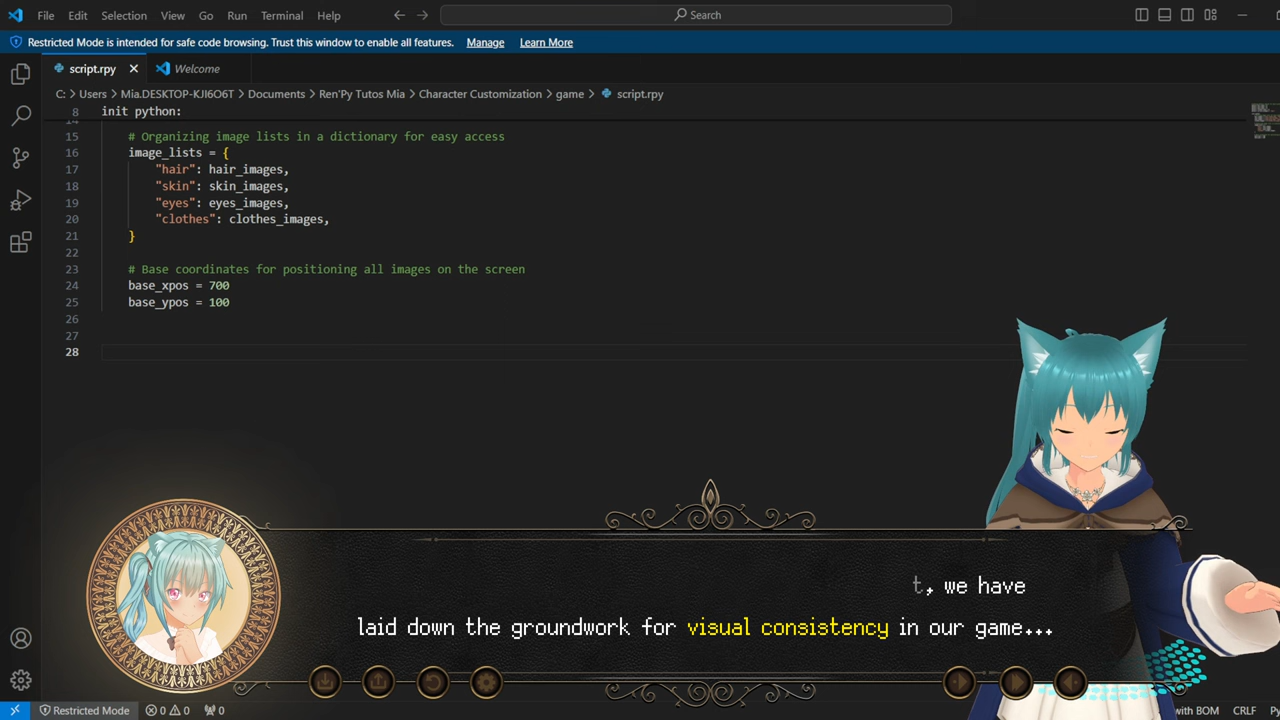 File Edit Selection View Go Run Terminal Help
Search
Restricted Mode is intended for safe code browsing. Trust this window to enable all features. Manage Learn More
script.rpy Welcome
C: > Users > Mia.DESKTOP-KJI6O6T > Documents > Ren'Py Tutos Mia > Character Customization > game > script.rpy
8 init python:
15 # Organizing image lists in a dictionary for easy access
16 image_lists = {
17 "hair": hair_images,
18 "skin": skin_images,
19 "eyes": eyes_images,
20 "clothes": clothes_images,
21 }
22
23 # Base coordinates for positioning all images on the screen
24 base_xpos = 700
25 base_ypos = 100
26
27
28
t, we have
laid down the groundwork for visual consistency in our game...
Restricted Mode 0 0 0 with BOM CRLF